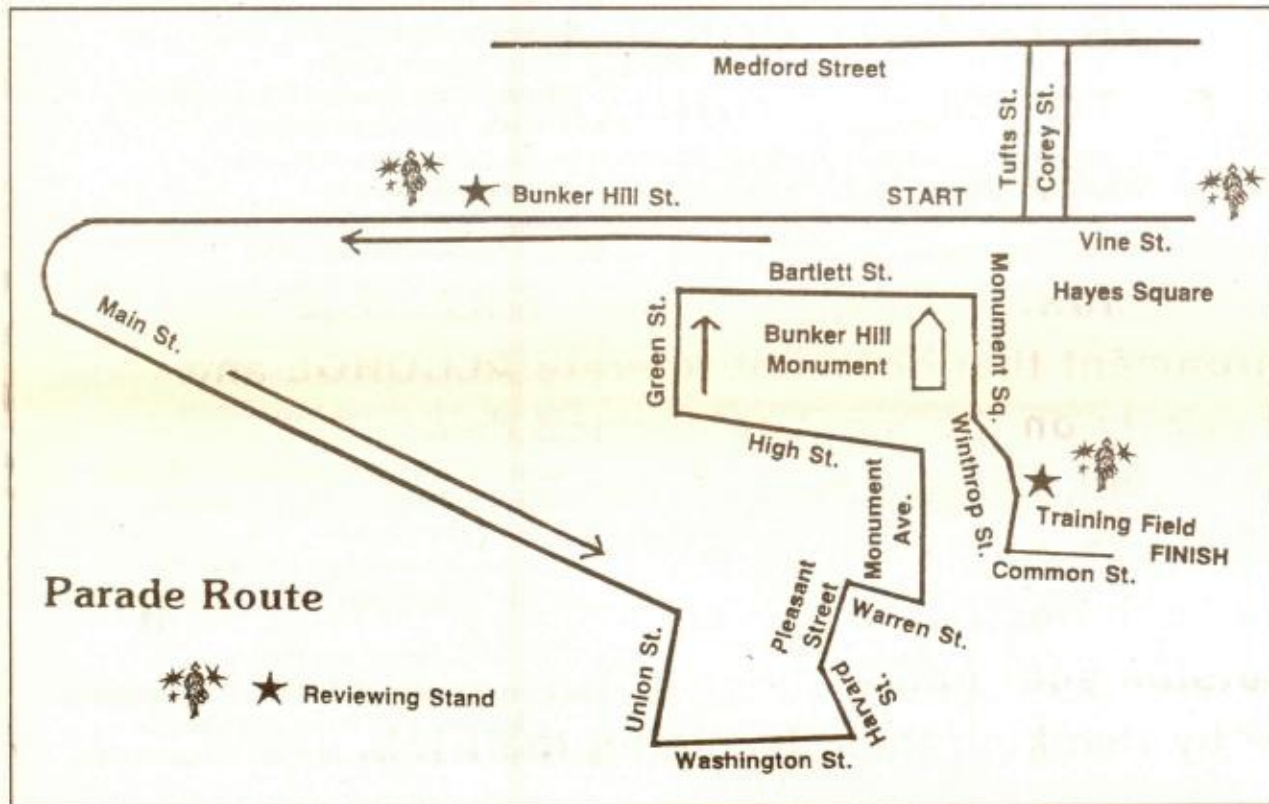 Medford Street
Tufts St.
Corey St.
Bunker Hill St.
START
Vine St.
Hayes Square
Bartlett St.
Monument Sq.
Main St.
Green St.
Bunker Hill
Monument
High St.
Winthrop St.
Monument
Ave.
Training Field
FINISH
Common St.
Parade Route
Pleasant
Street
Warren St.
Union St.
Harvard
St.
Reviewing Stand
Washington St.